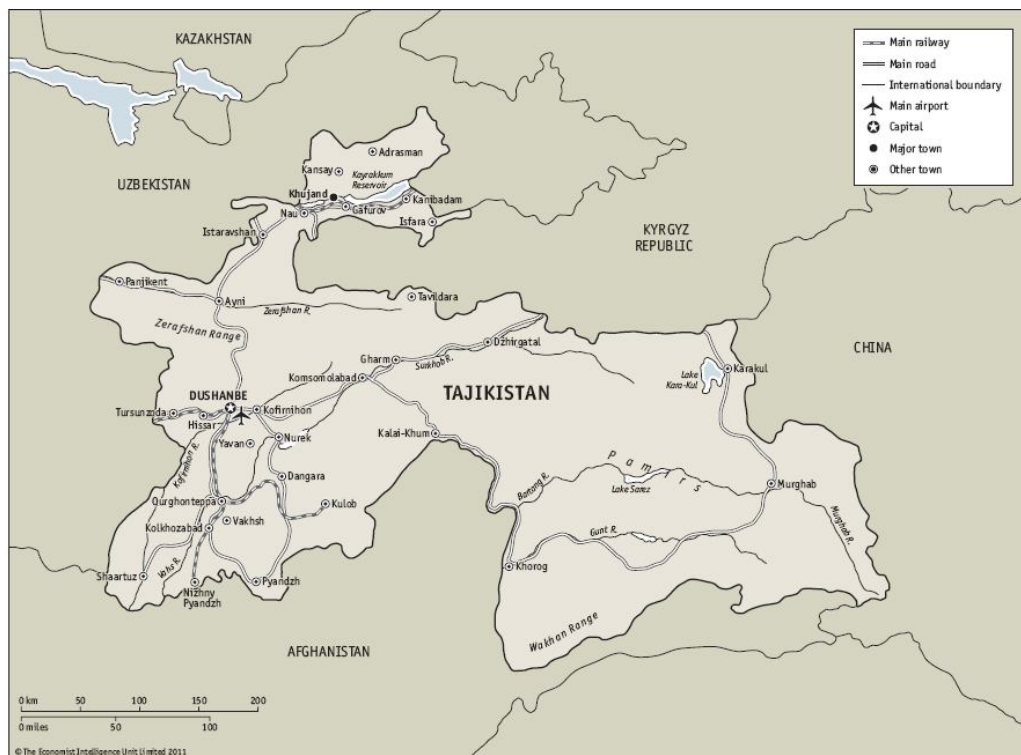 KAZAKHSTAN
Main railway
Main road
International boundary
Main airport
Capital
Major town
Other town
Adrasman
Kansay
Kayrakkum
Reservoir
UZBEKISTAN
Khujand
Kanibadam
Gafurov
Nau
Isfara
Istaravshan
KYRGYZ
REPUBLIC
Panjikent
Tavildara
Ayni
Zerafshan R.
Zerafshan Range
CHINA
Dzhirgatal
Gharm
Surkhob R.
Komsomolabad
Lake
Kara-Kul
Karakul
TAJIKISTAN
DUSHANBE
Tursunzoda
Kofirnihon
Hissar
Kalai-Khum
Nurek
Yavan
Kofirnihon R.
Dangara
Pamirs
Bartang R.
Lake Sarez
Murghab
Qurghonteppa
Kulob
Vakhsh
Kolkhozabad
Murghab R.
Gunt R.
Khorog
Vahs R.
Shaartuz
Nizhny
Pyandzh
Pyandzh
Wakhan Range
AFGHANISTAN
0 km 50 100 150 200
0 miles 50 100
© The Economist Intelligence Unit Limited 2011